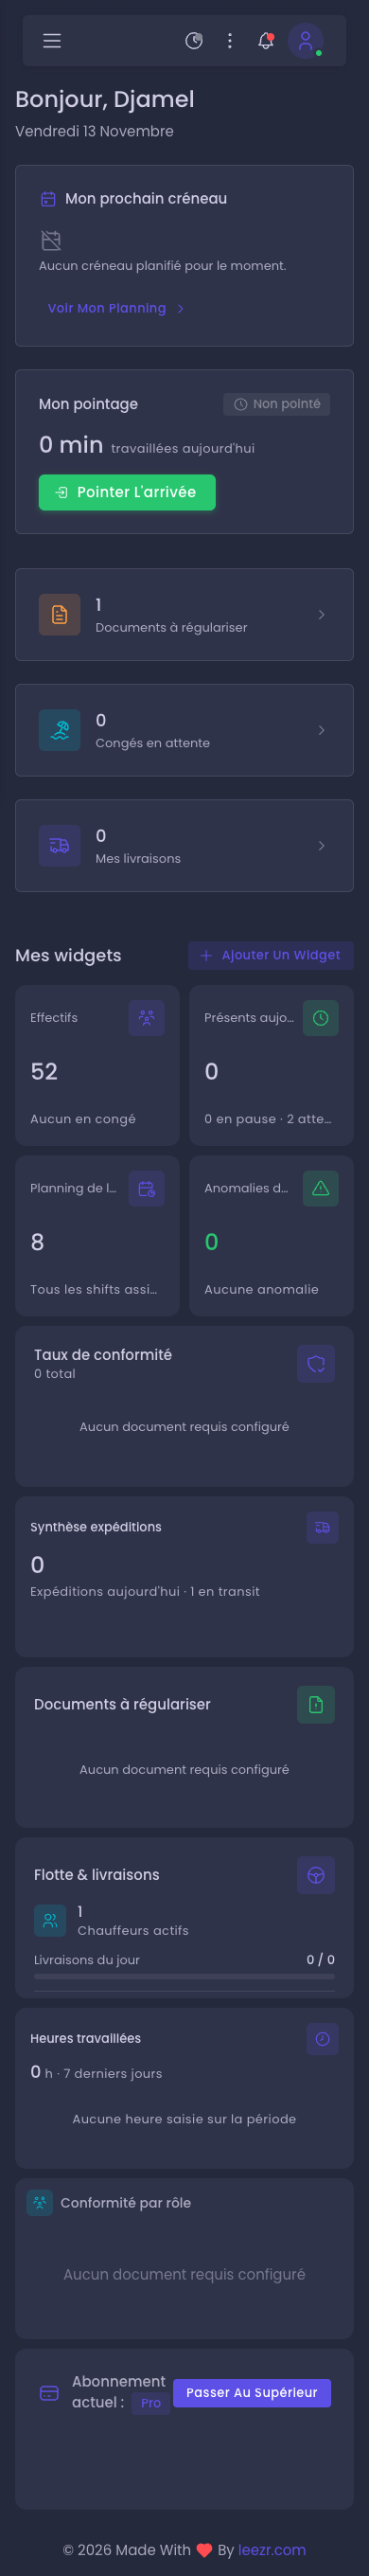 Bonjour, Djamel
Vendredi 13 Novembre
Mon prochain créneau
Aucun créneau planifié pour le moment.
Voir Mon Planning
Mon pointage
Non pointé
0 min travaillées aujourd'hui
Pointer L'arrivée
1
Documents à régulariser
0
Congés en attente
0
Mes livraisons
Mes widgets
Ajouter Un Widget
Effectifs
52
Aucun en congé
Présents aujo...
0
0 en pause · 2 atte...
Planning de l...
8
Tous les shifts assi...
Anomalies d...
0
Aucune anomalie
Taux de conformité
0 total
Aucun document requis configuré
Synthèse expéditions
0
Expéditions aujourd'hui · 1 en transit
Documents à régulariser
Aucun document requis configuré
Flotte & livraisons
1
Chauffeurs actifs
Livraisons du jour
0 / 0
Heures travaillées
0 h · 7 derniers jours
Aucune heure saisie sur la période
Conformité par rôle
Aucun document requis configuré
Abonnement
actuel : Pro
Passer Au Supérieur
© 2026 Made With By leezr.com